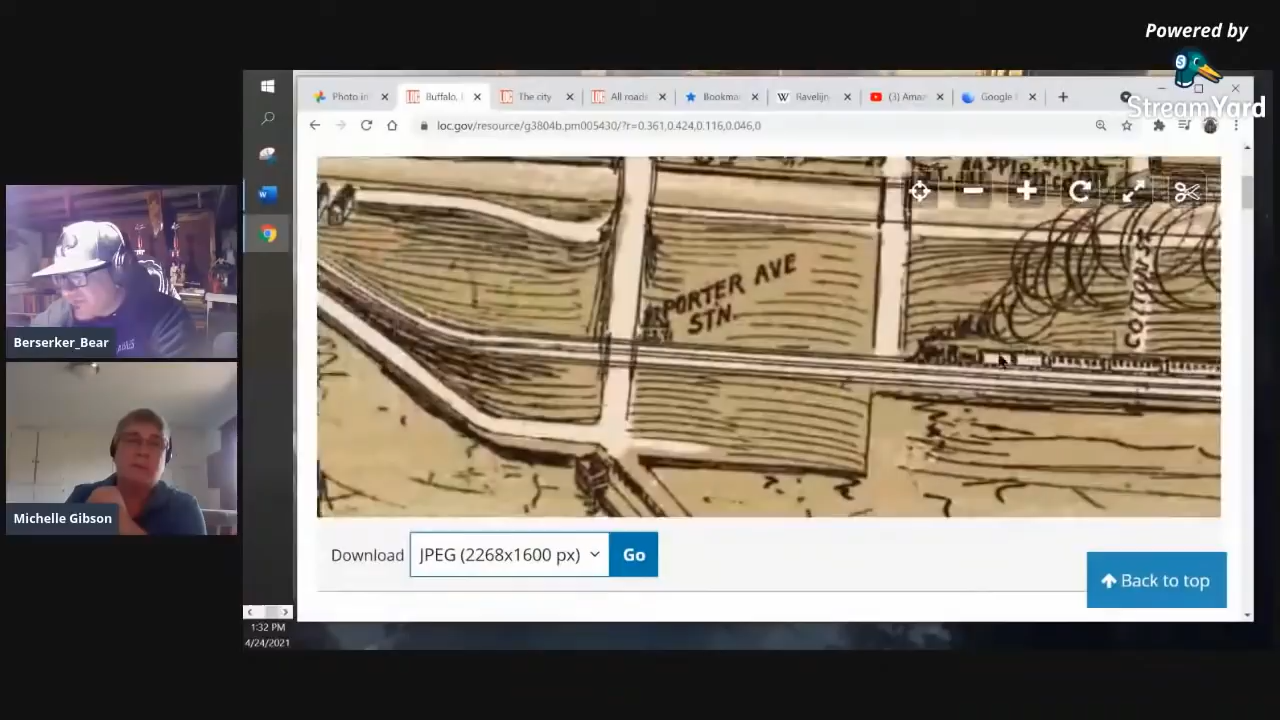 Powered by
StreamYard
Photo in
Buffalo,
The city
All roads
Bookma
Ravelijn
(3) Ama
Google
loc.gov/resource/g3804b.pm005430/?r=0.361,0.424,0.116,0.046,0
PORTER AVE
STN.
Berserker_Bear
Michelle Gibson
Download
JPEG (2268x1600 px)
Go
Back to top
1:32 PM
4/24/2021